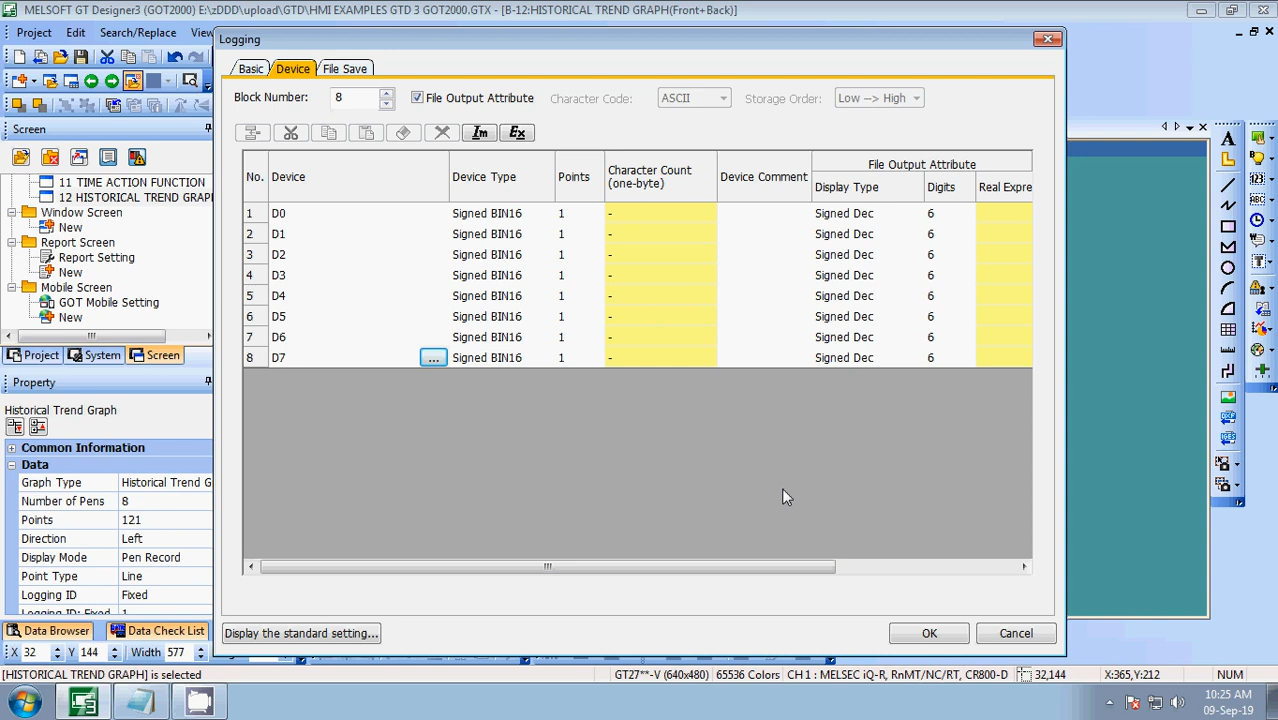 MELSOFT GT Designer3 (GOT2000) E:\zDDD\upload\GTD\HMI EXAMPLES GTD 3 GOT2000.GTX - [B-12:HISTORICAL TREND GRAPH(Front+Back)]
Project Edit Search/Replace Vie
Logging
Basic Device File Save
Block Number: 8 File Output Attribute Character Code: ASCII Storage Order: Low --> High
Im Ex
Screen
No. Device Device Type Points Character Count (one-byte) Device Comment File Output Attribute
Display Type Digits Real Expre
1 D0 Signed BIN16 1 - Signed Dec 6
2 D1 Signed BIN16 1 - Signed Dec 6
3 D2 Signed BIN16 1 - Signed Dec 6
4 D3 Signed BIN16 1 - Signed Dec 6
5 D4 Signed BIN16 1 - Signed Dec 6
6 D5 Signed BIN16 1 - Signed Dec 6
7 D6 Signed BIN16 1 - Signed Dec 6
8 D7 ... Signed BIN16 1 - Signed Dec 6
11 TIME ACTION FUNCTION
12 HISTORICAL TREND GRAP
Window Screen
New
Report Screen
Report Setting
New
Mobile Screen
GOT Mobile Setting
New
Project System Screen
Property
Historical Trend Graph
Common Information
Data
Graph Type Historical Trend G
Number of Pens 8
Points 121
Direction Left
Display Mode Pen Record
Point Type Line
Logging ID Fixed
Logging ID: Fixed 1
Data Browser Data Check List
Display the standard setting... OK Cancel
X 32 Y 144 Width 577
[HISTORICAL TREND GRAPH] is selected GT27**-V (640x480) 65536 Colors CH1 : MELSEC iQ-R, RnMT/NC/RT, CR800-D 32,144 X:365,Y:212 NUM
10:25 AM
09-Sep-19